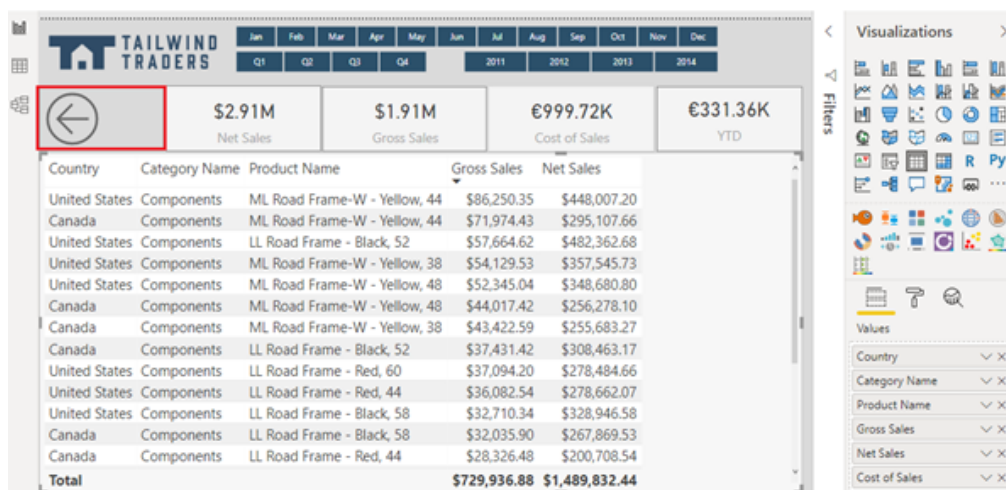 Jan Feb Mar Apr May Jun Jul Aug Sep Oct Nov Dec
TAILWIND
TRADERS
Q1 Q2 Q3 Q4 2011 2012 2013 2014
$2.91M $1.91M €999.72K €331.36K
Net Sales Gross Sales Cost of Sales YTD
Country Category Name Product Name Gross Sales Net Sales
United States Components ML Road Frame-W - Yellow, 44 $86,250.35 $448,007.20
Canada Components ML Road Frame-W - Yellow, 44 $71,974.43 $295,107.66
United States Components LL Road Frame - Black, 52 $57,664.62 $482,362.68
United States Components ML Road Frame-W - Yellow, 38 $54,129.53 $357,545.73
United States Components ML Road Frame-W - Yellow, 48 $52,345.04 $348,680.80
Canada Components ML Road Frame-W - Yellow, 48 $44,017.42 $256,278.10
Canada Components ML Road Frame-W - Yellow, 38 $43,422.59 $255,683.27
Canada Components LL Road Frame - Black, 52 $37,431.42 $308,463.17
United States Components LL Road Frame - Red, 60 $37,094.20 $278,484.66
United States Components LL Road Frame - Red, 44 $36,082.54 $278,662.07
United States Components LL Road Frame - Black, 58 $32,710.34 $328,946.58
Canada Components LL Road Frame - Black, 58 $32,035.90 $267,869.53
Canada Components LL Road Frame - Red, 44 $28,326.48 $200,708.54
Total $729,936.88 $1,489,832.44
Filters
Visualizations
R Py
Values
Country
Category Name
Product Name
Gross Sales
Net Sales
Cost of Sales